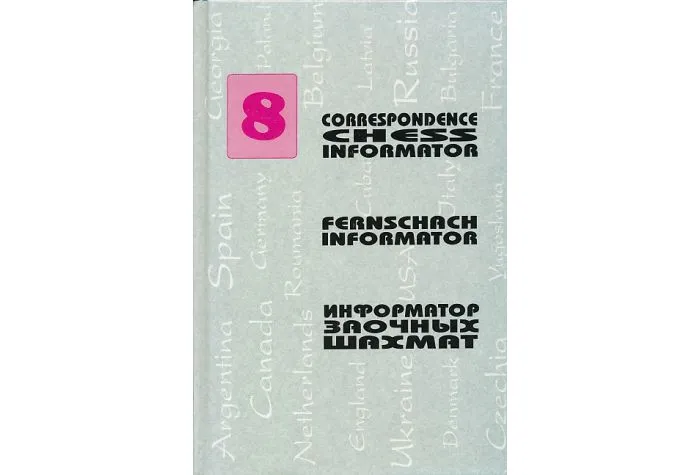 8
CORRESPONDENCE
CHESS
INFORMATOR
FERNSCHACH
INFORMATOR
ИНФОРМАТОР
ЗАОЧНЫХ
ШАХМАТ
Georgia
Poland
Belgium
Latvia
Russia
Bulgaria
France
Spain
Germany
Roumania
Cuba
USA
Italy
Yugoslavia
Argentina
Canada
Netherlands
England
Ukraine
Denmark
Czechia